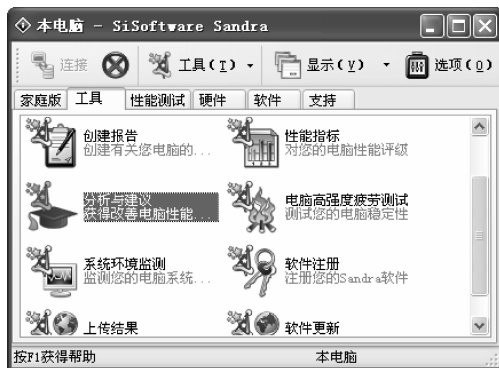 本电脑 - SiSoftware Sandra
连接 工具(T) 显示(V) 选项(O)
家庭版 工具 性能测试 硬件 软件 支持
创建报告
创建有关您电脑的...
性能指标
对您的电脑性能评级
分析与建议
获得改善电脑性能...
电脑高强度疲劳测试
测试您的电脑稳定性
系统环境监测
监测您的电脑系统...
软件注册
注册您的Sandra软件
上传结果
软件更新
按F1获得帮助 本电脑